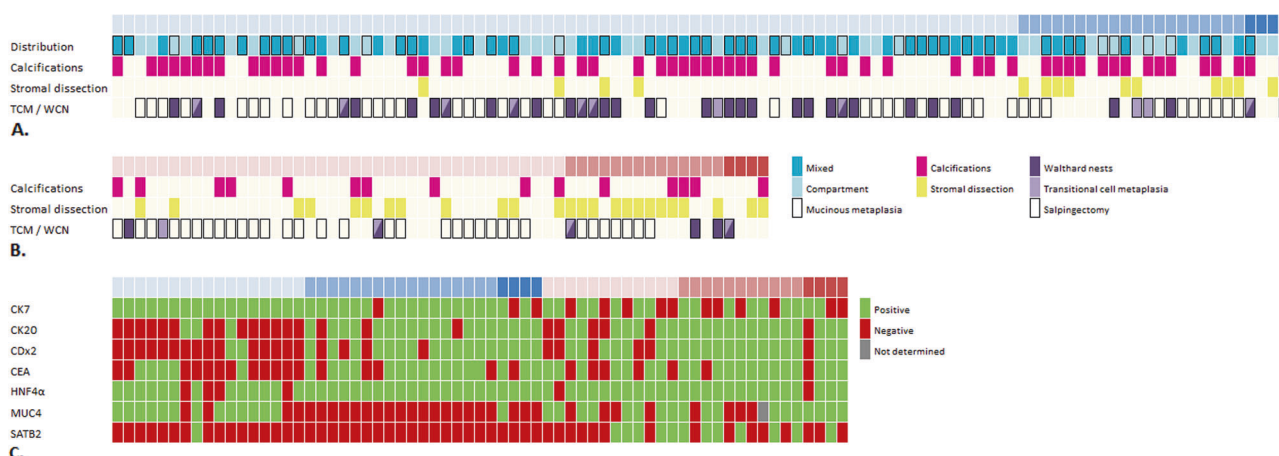 Distribution
Calcifications
Stromal dissection
TCM / WCN
A.
Calcifications
Stromal dissection
TCM / WCN
B.
Mixed
Compartment
Mucinous metaplasia
Calcifications
Stromal dissection
Walthard nests
Transitional cell metaplasia
Salpingectomy
CK7
CK20
CDx2
CEA
HNF4α
MUC4
SATB2
C.
Positive
Negative
Not determined